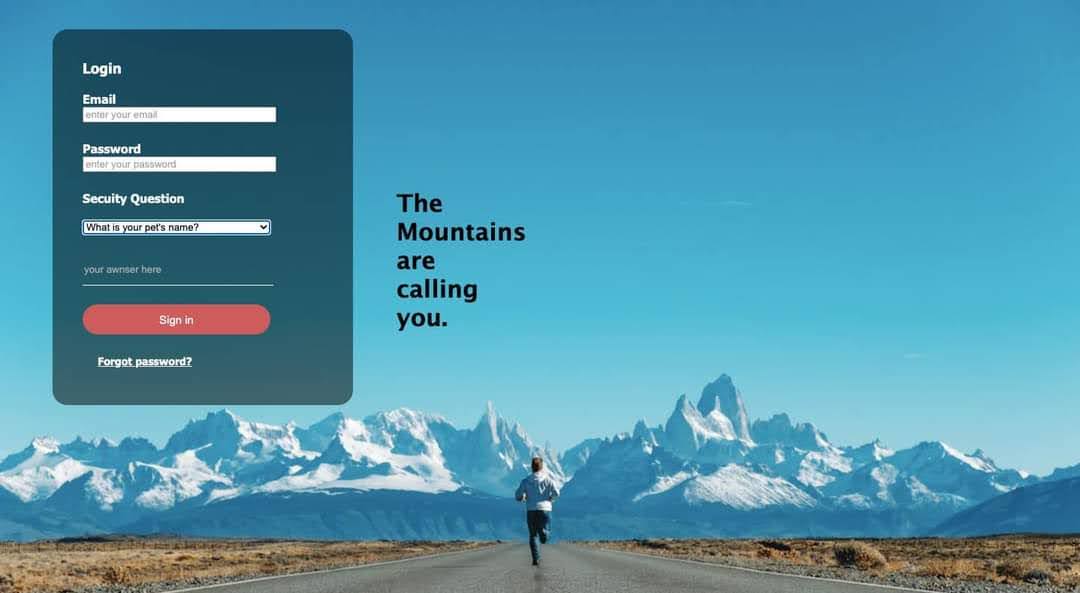 Login
Email
enter your email
Password
enter your password
Secuity Question
What is your pet's name?
your awnser here
Sign in
Forgot password?
The
Mountains
are
calling
you.